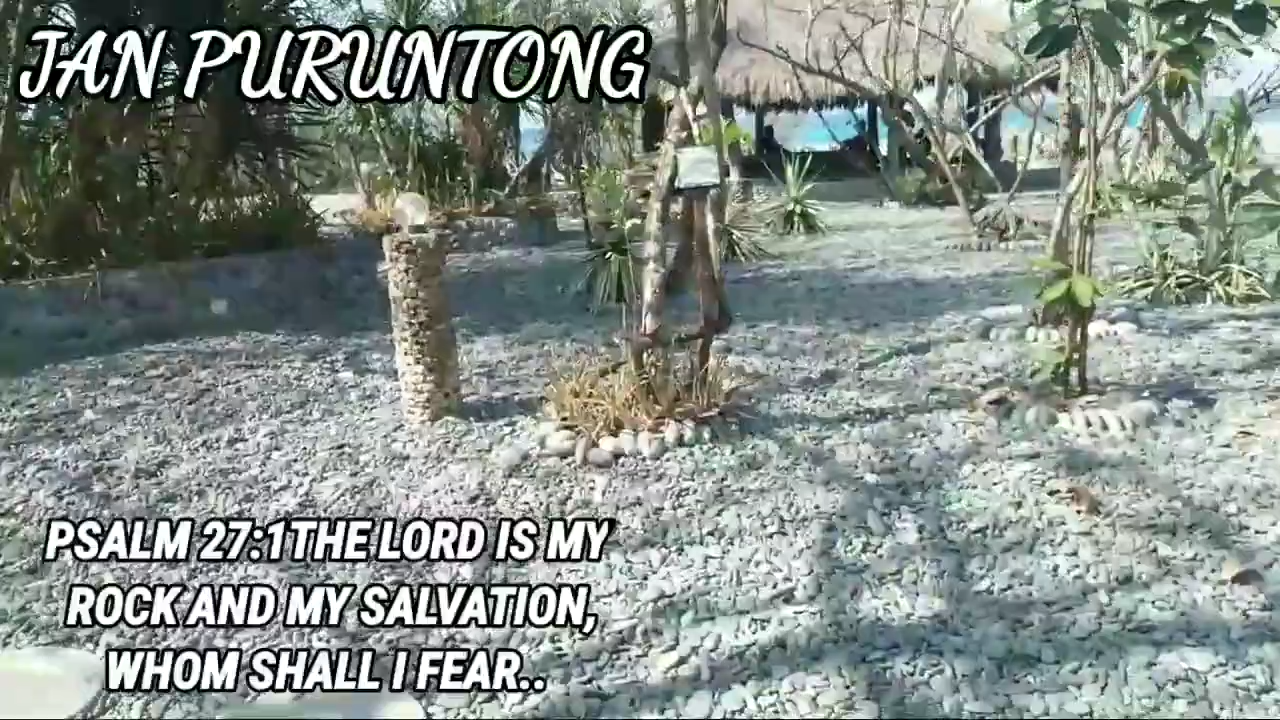 JAN PURUNTONG
PSALM 27:1THE LORD IS MY
ROCK AND MY SALVATION,
WHOM SHALL I FEAR..